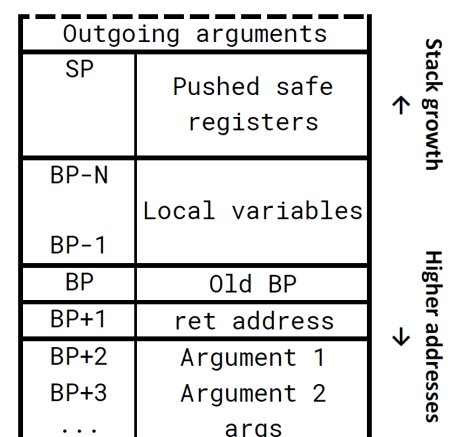 Outgoing arguments
SP
Pushed safe
registers
BP-N
Local variables
BP-1
BP Old BP
BP+1 ret address
BP+2 Argument 1
BP+3 Argument 2
... args
Stack growth
↑
Higher addresses
↓